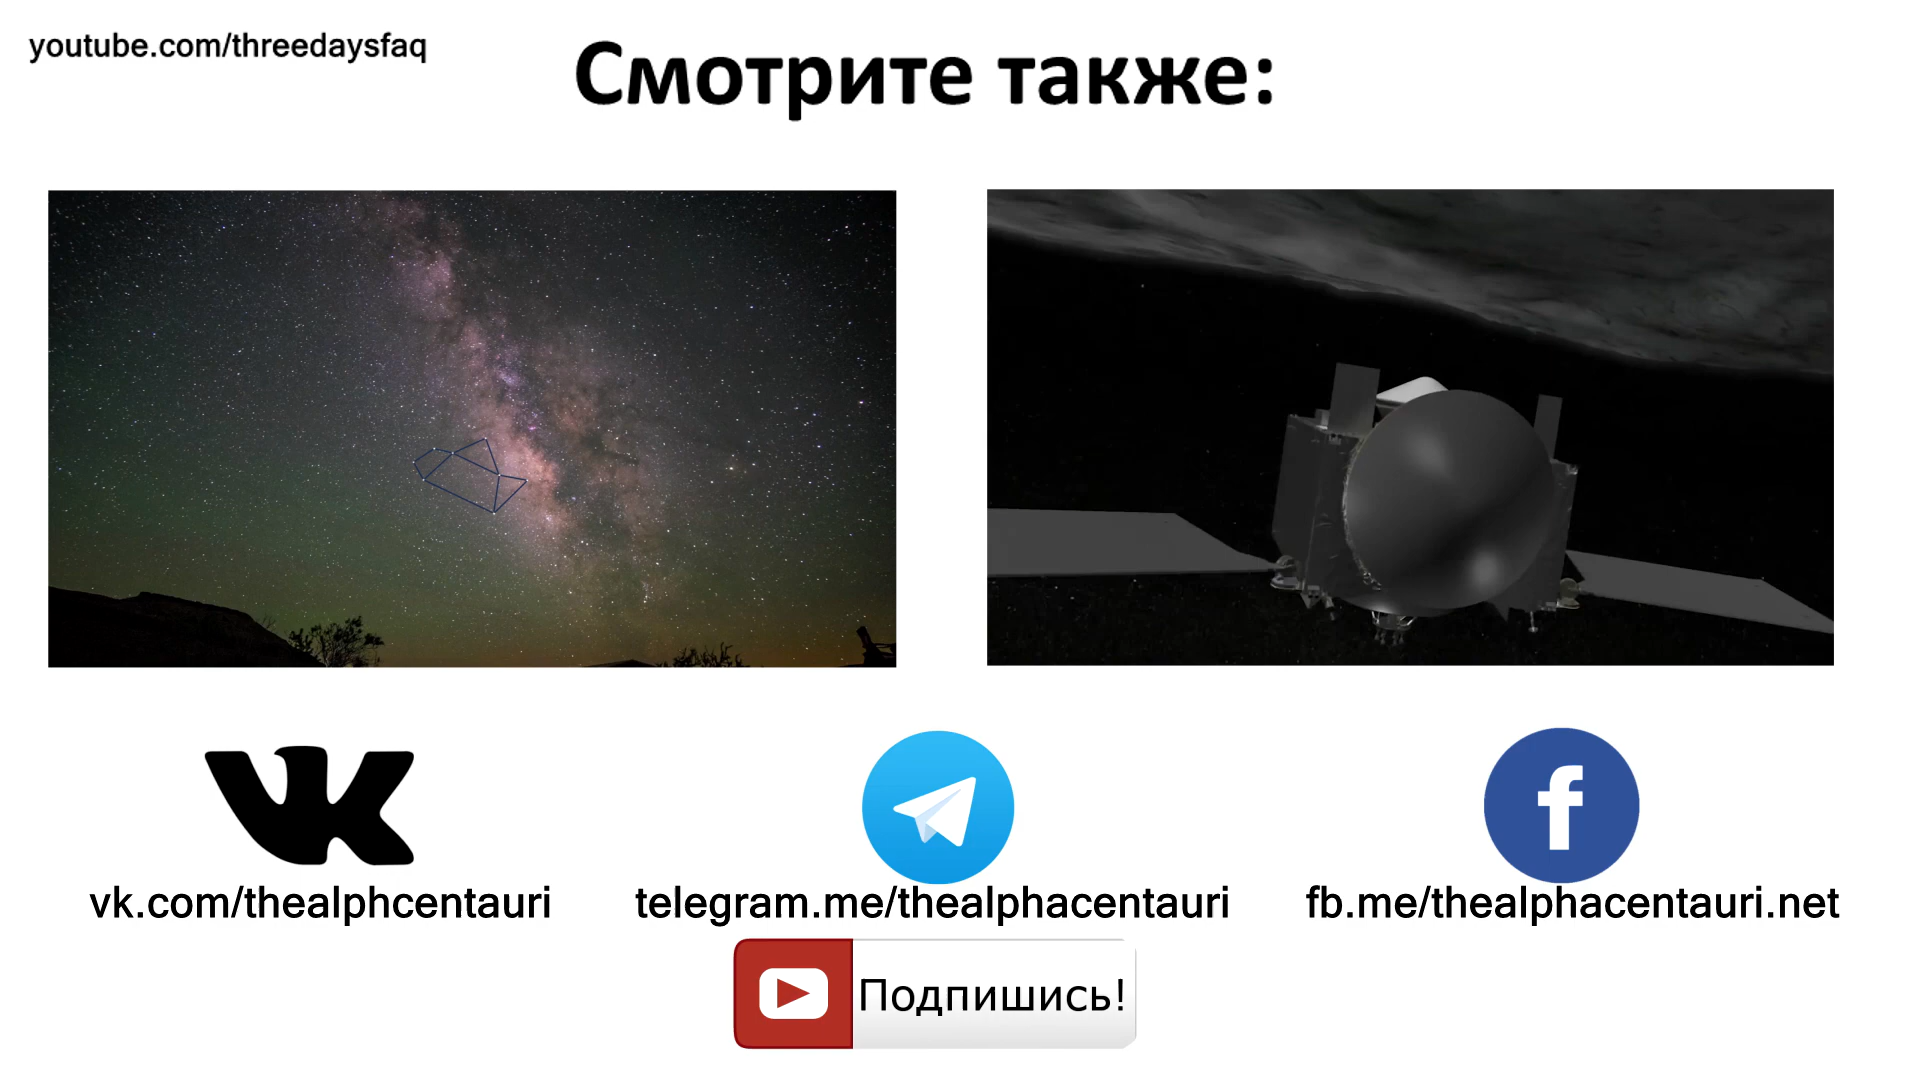 youtube.com/threedaysfaq
Смотрите также:
vk.com/thealphcentauri
telegram.me/thealphacentauri
fb.me/thealphacentauri.net
Подпишись!